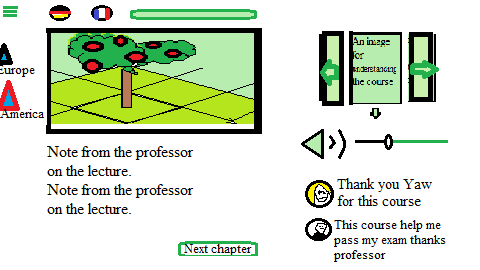 Europe
America
An image
for
understanding
the course
Note from the professor
on the lecture.
Note from the professor
on the lecture.
Next chapter
Thank you Yaw
for this course
This course help me
pass my exam thanks
professor